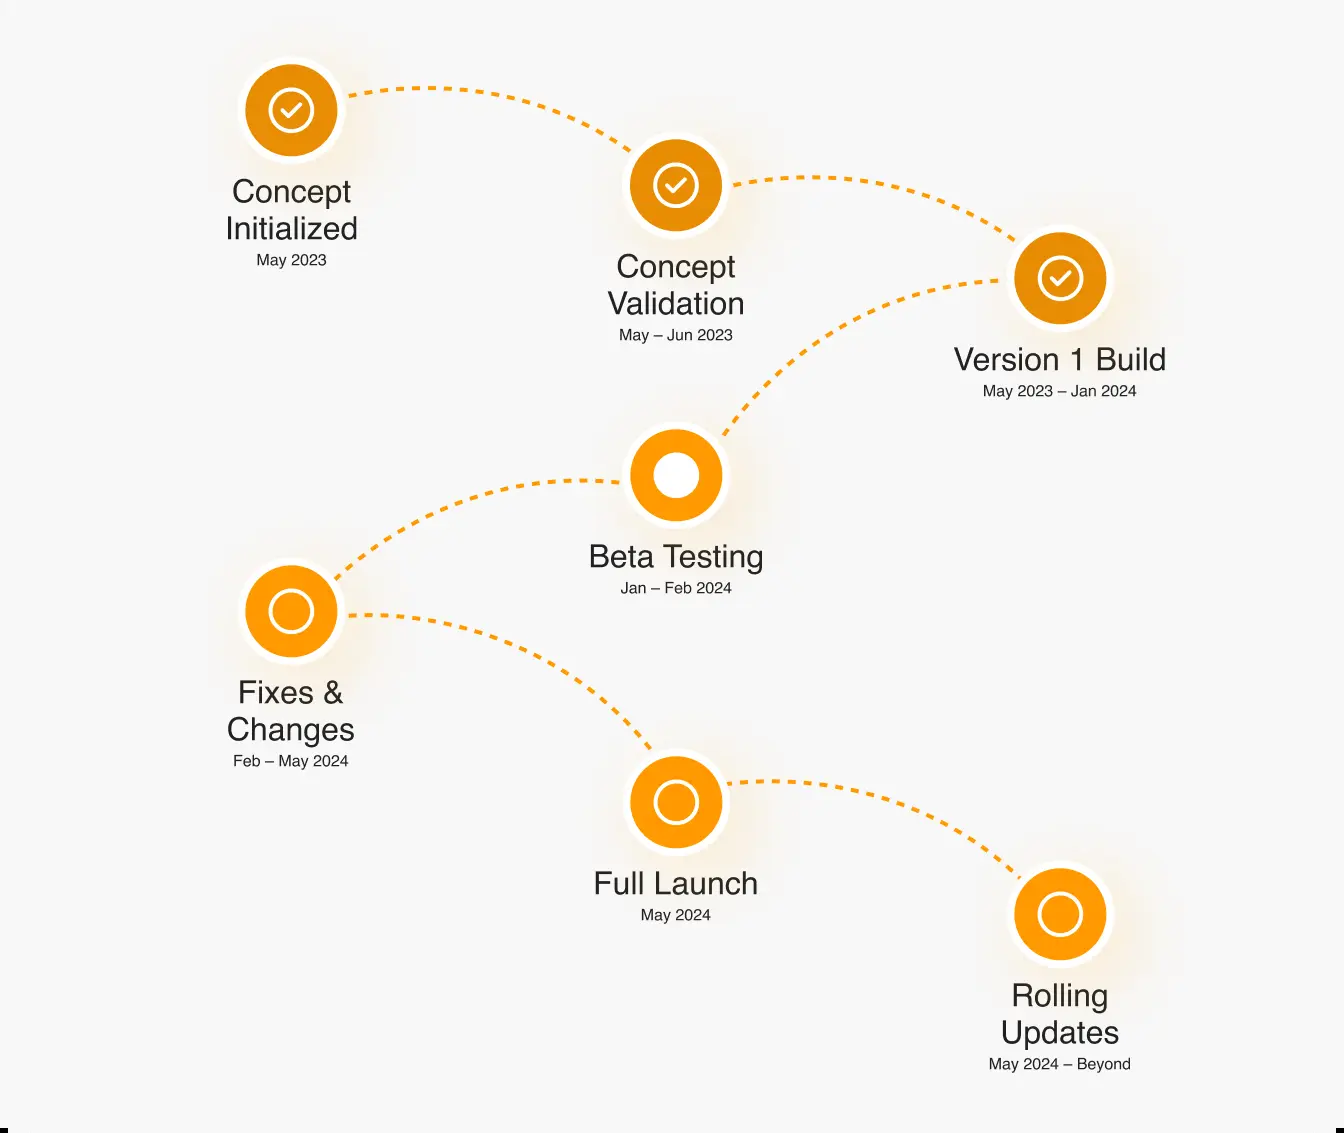 Concept
Initialized
May 2023
Concept
Validation
May – Jun 2023
Version 1 Build
May 2023 – Jan 2024
Beta Testing
Jan – Feb 2024
Fixes &
Changes
Feb – May 2024
Full Launch
May 2024
Rolling
Updates
May 2024 – Beyond